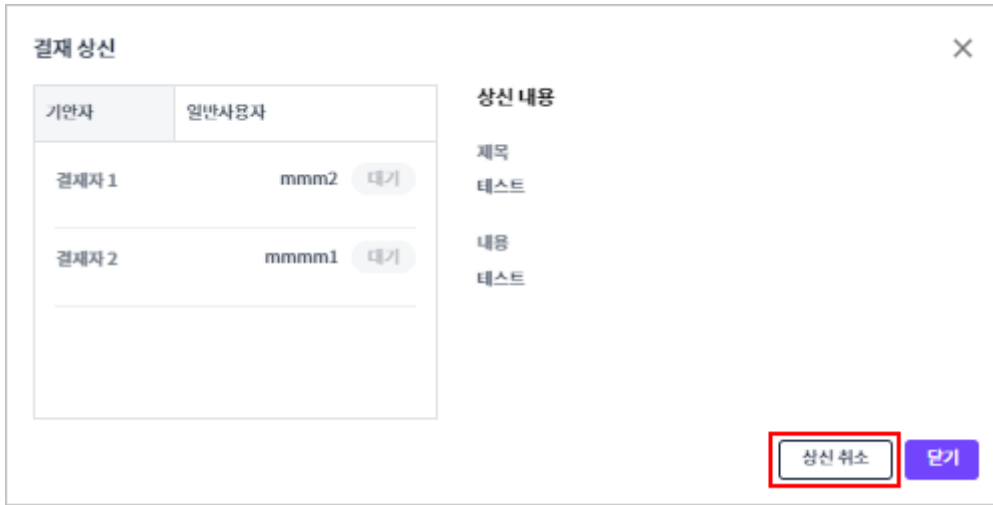 결재 상신
기안자 일반사용자
결재자 1 mmm2 대기
결재자 2 mmmm1 대기
상신 내용
제목
테스트
내용
테스트
상신 취소 닫기